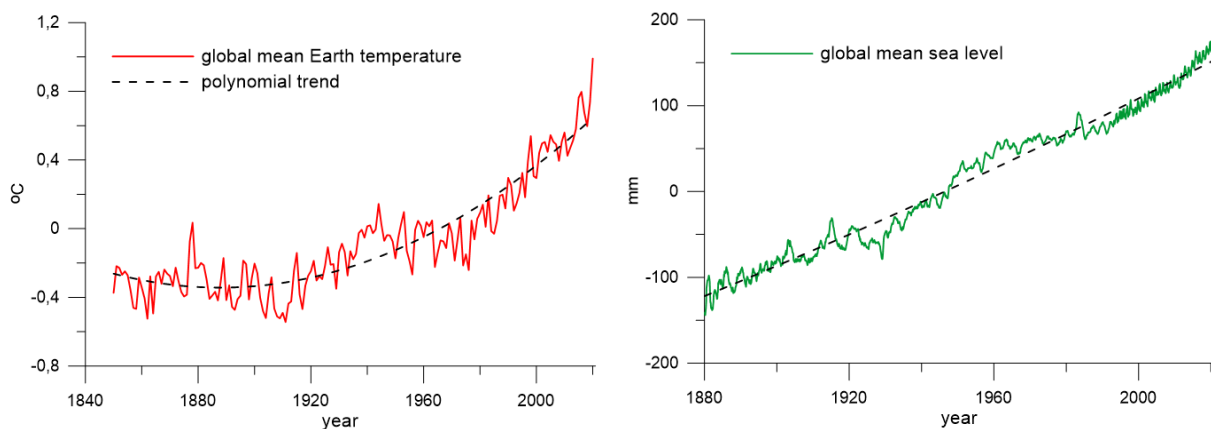 1,2
0,8
0,4
0
-0,4
-0,8
ºC
global mean Earth temperature
polynomial trend
1840 1880 1920 1960 2000
year
200
100
0
-100
-200
mm
global mean sea level
1880 1920 1960 2000
year